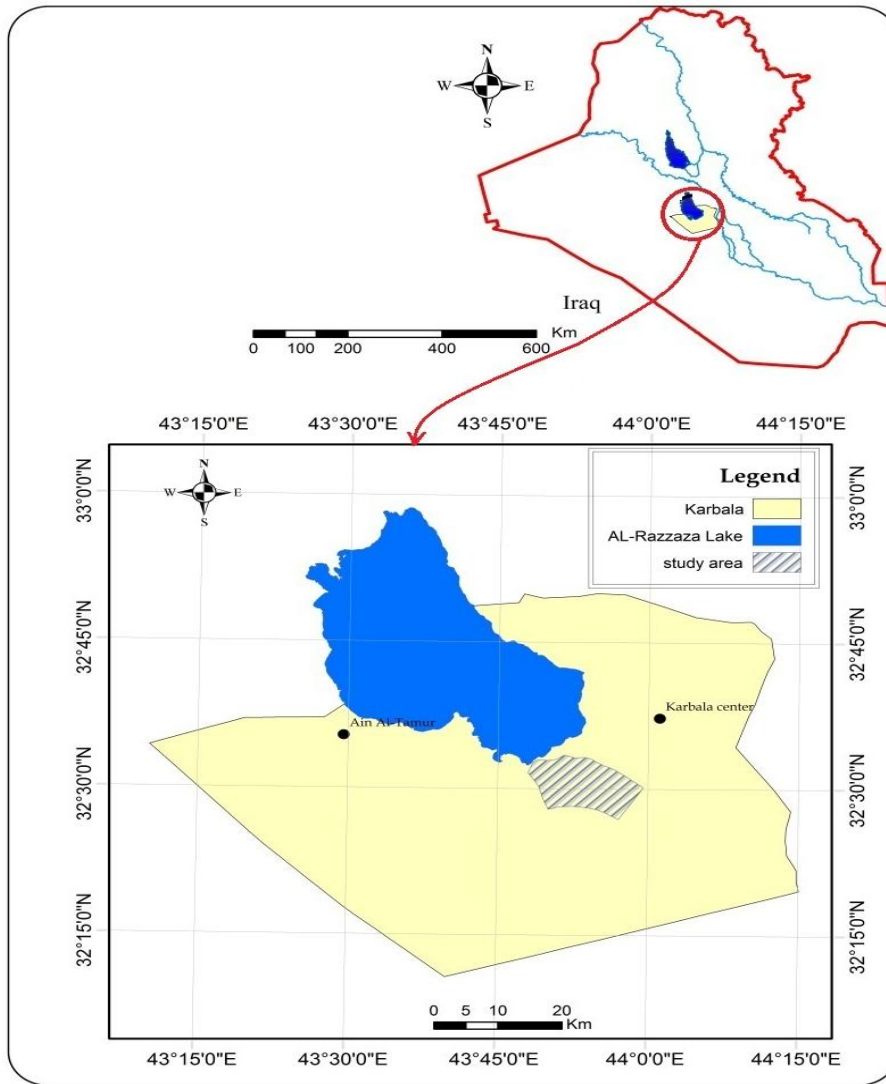 N
W E
S
Iraq
Km
0 100 200 400 600
43°15'0"E 43°30'0"E 43°45'0"E 44°0'0"E 44°15'0"E
N
W E
S
Legend
Karbala
AL-Razzaza Lake
study area
33°0'0"N 33°0'0"N
32°45'0"N 32°45'0"N
Karbala center
Ain Al-Tamur
32°30'0"N 32°30'0"N
32°15'0"N 32°15'0"N
0 5 10 20
Km
43°15'0"E 43°30'0"E 43°45'0"E 44°0'0"E 44°15'0"E